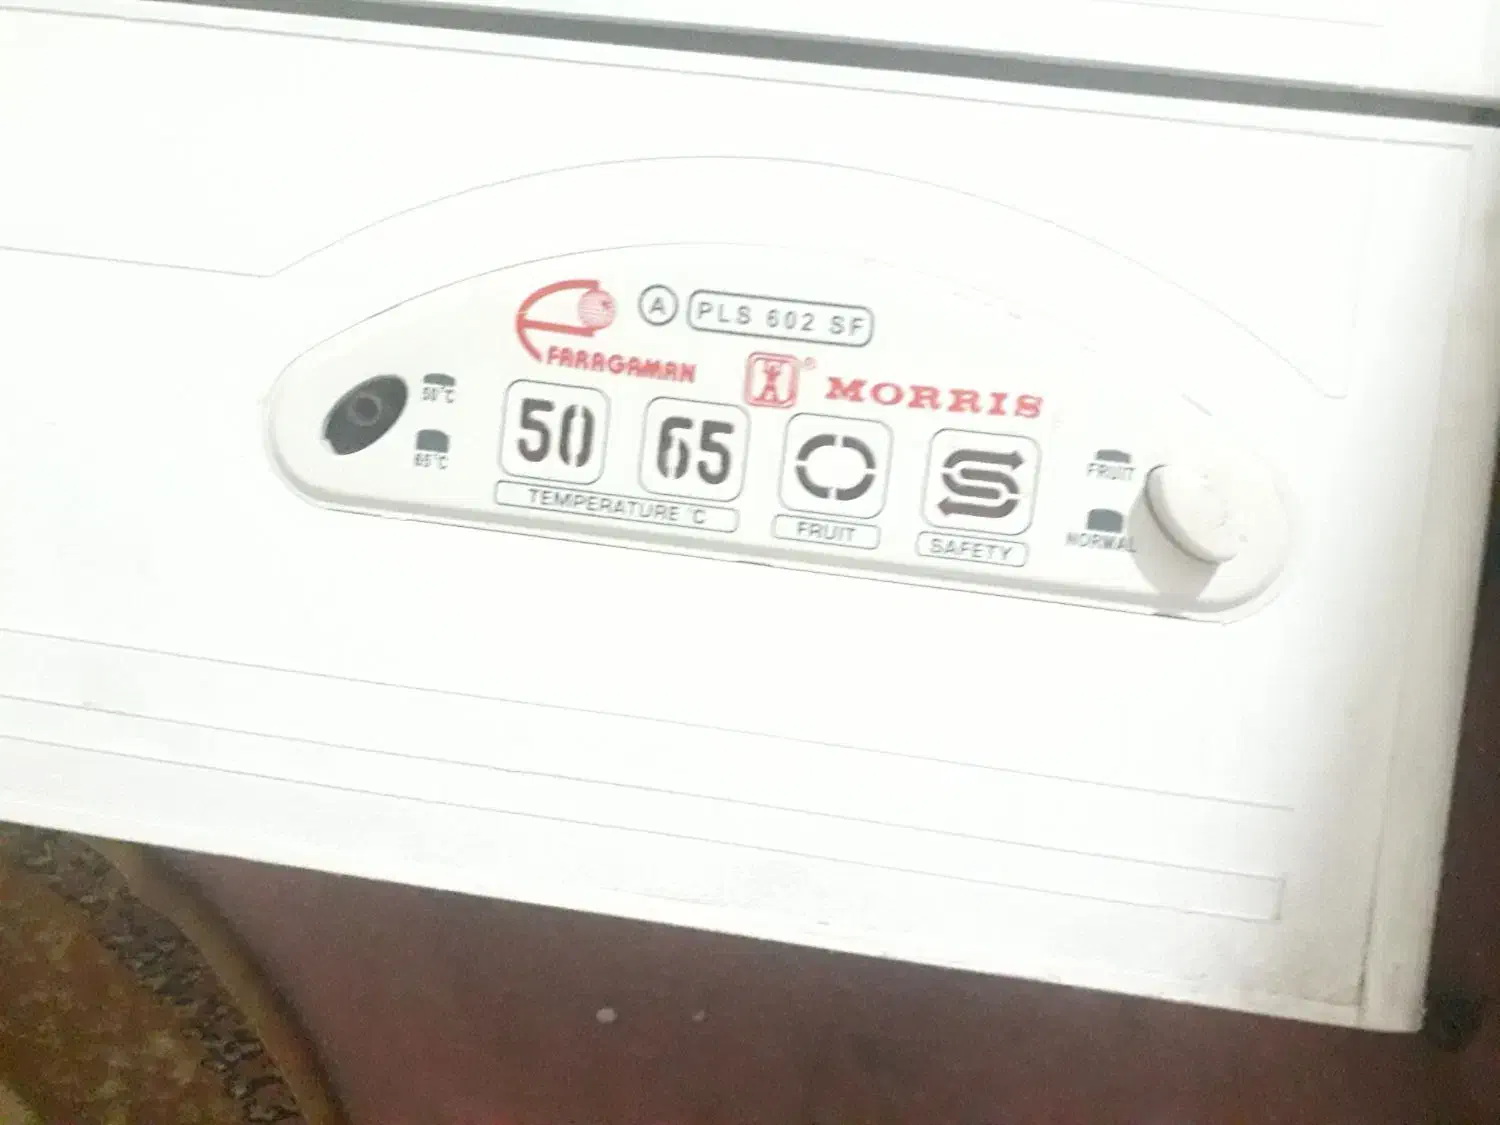 A PLS 602 SF
FARAGAMAN
MORRIS
50°C
65°C
50
65
TEMPERATURE °C
FRUIT
SAFETY
FRUIT
NORMAL